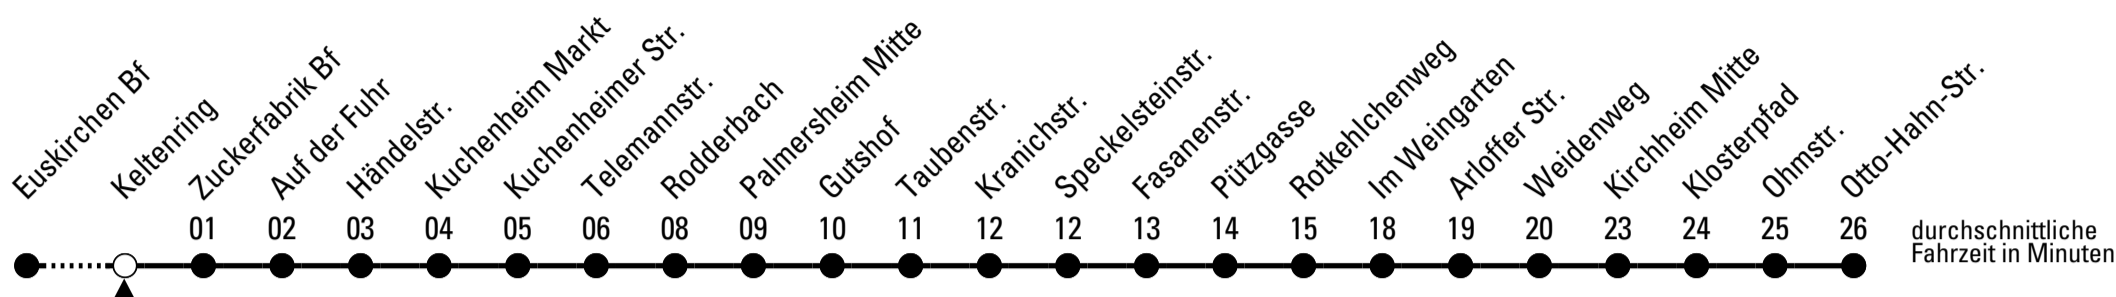 Euskirchen Bf
Keltenring
Zuckerfabrik Bf
Auf der Fuhr
Händelstr.
Kuchenheim Markt
Kuchenheimer Str.
Telemannstr.
Rodderbach
Palmersheim Mitte
Gutshof
Taubenstr.
Kranichstr.
Speckelsteinstr.
Fasanenstr.
Pützgasse
Rotkehlchenweg
Im Weingarten
Arloffer Str.
Weidenweg
Kirchheim Mitte
Klosterpfad
Ohmstr.
Otto-Hahn-Str.
01 02 03 04 05 06 08 09 10 11 12 12 13 14 15 18 19 20 23 24 25 26
durchschnittliche
Fahrzeit in Minuten